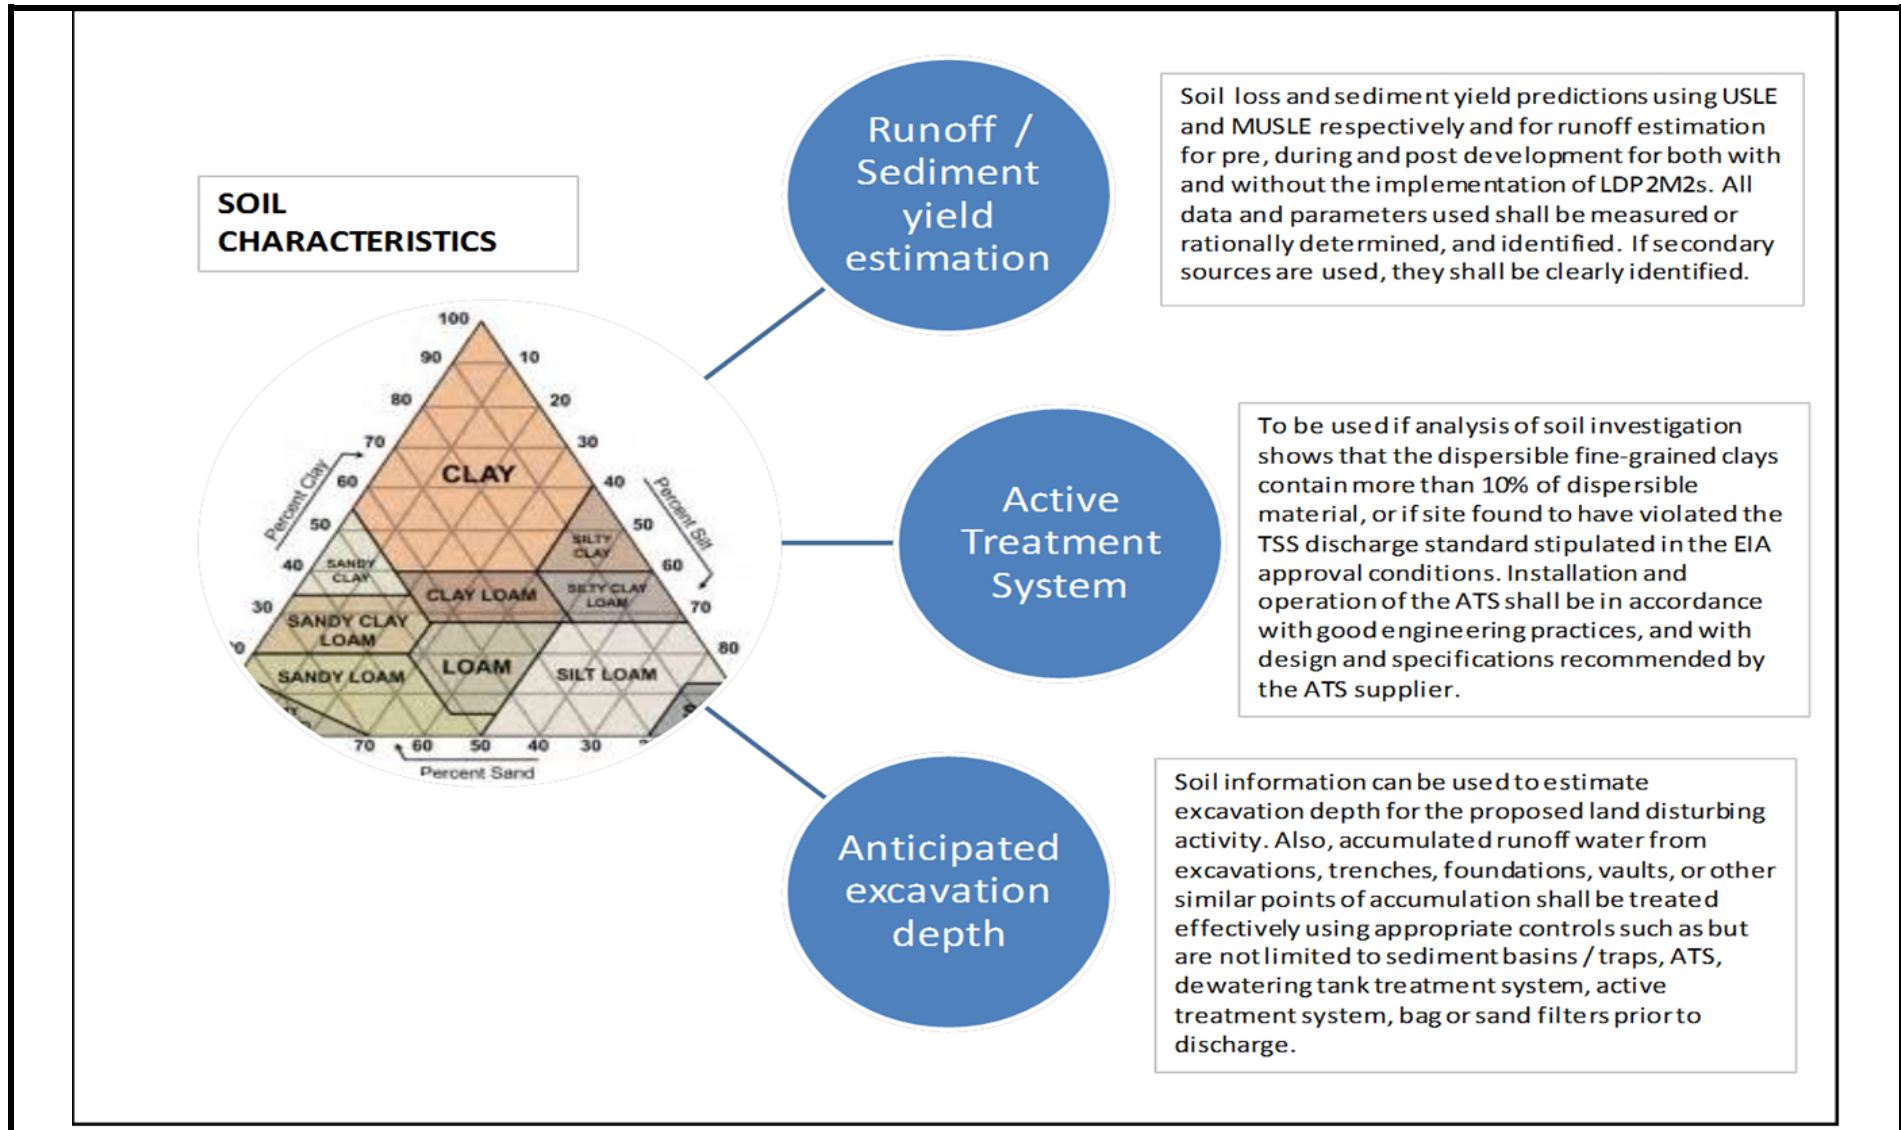 SOIL
CHARACTERISTICS
Runoff /
Sediment
yield
estimation
Soil loss and sediment yield predictions using USLE
and MUSLE respectively and for runoff estimation
for pre, during and post development for both with
and without the implementation of LDP2M2s. All
data and parameters used shall be measured or
rationally determined, and identified. If secondary
sources are used, they shall be clearly identified.
100
90
10
80
20
70
30
Percent Clay
CLAY
60
40
Percent Silt
50
50
SILTY
CLAY
40
SANDY
CLAY
60
CLAY LOAM
SILTY CLAY
LOAM
30
70
SANDY CLAY
LOAM
80
LOAM
SANDY LOAM
SILT LOAM
70
60
50
40
30
Percent Sand
Active
Treatment
System
To be used if analysis of soil investigation
shows that the dispersible fine-grained clays
contain more than 10% of dispersible
material, or if site found to have violated the
TSS discharge standard stipulated in the EIA
approval conditions. Installation and
operation of the ATS shall be in accordance
with good engineering practices, and with
design and specifications recommended by
the ATS supplier.
Anticipated
excavation
depth
Soil information can be used to estimate
excavation depth for the proposed land disturbing
activity. Also, accumulated runoff water from
excavations, trenches, foundations, vaults, or other
similar points of accumulation shall be treated
effectively using appropriate controls such as but
are not limited to sediment basins / traps, ATS,
dewatering tank treatment system, active
treatment system, bag or sand filters prior to
discharge.